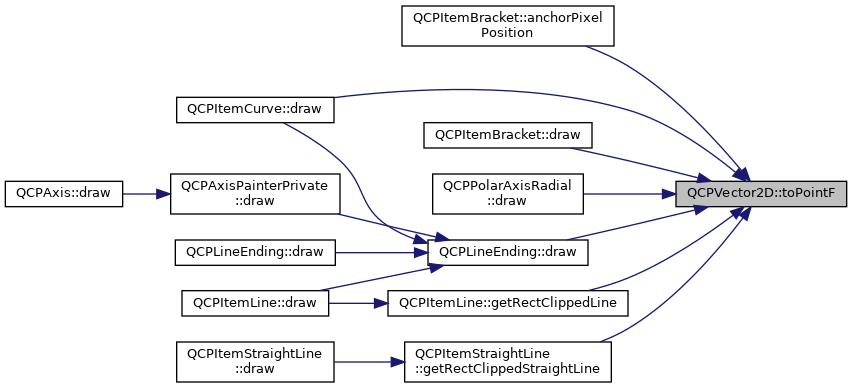 QCPItemBracket::anchorPixel
Position
QCPItemCurve::draw
QCPItemBracket::draw
QCPAxis::draw
QCPAxisPainterPrivate
::draw
QCPPolarAxisRadial
::draw
QCPVector2D::toPointF
QCPLineEnding::draw
QCPLineEnding::draw
QCPItemLine::draw
QCPItemLine::getRectClippedLine
QCPItemStraightLine
::draw
QCPItemStraightLine
::getRectClippedStraightLine